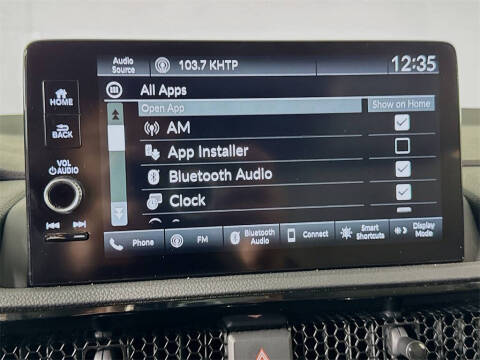 Audio Source
103.7 KHTP
12:35
All Apps
Open App
Show on Home
AM
App Installer
Bluetooth Audio
Clock
HOME
BACK
VOL
AUDIO
Phone
FM
Bluetooth Audio
Connect
Smart Shortcuts
Display Mode